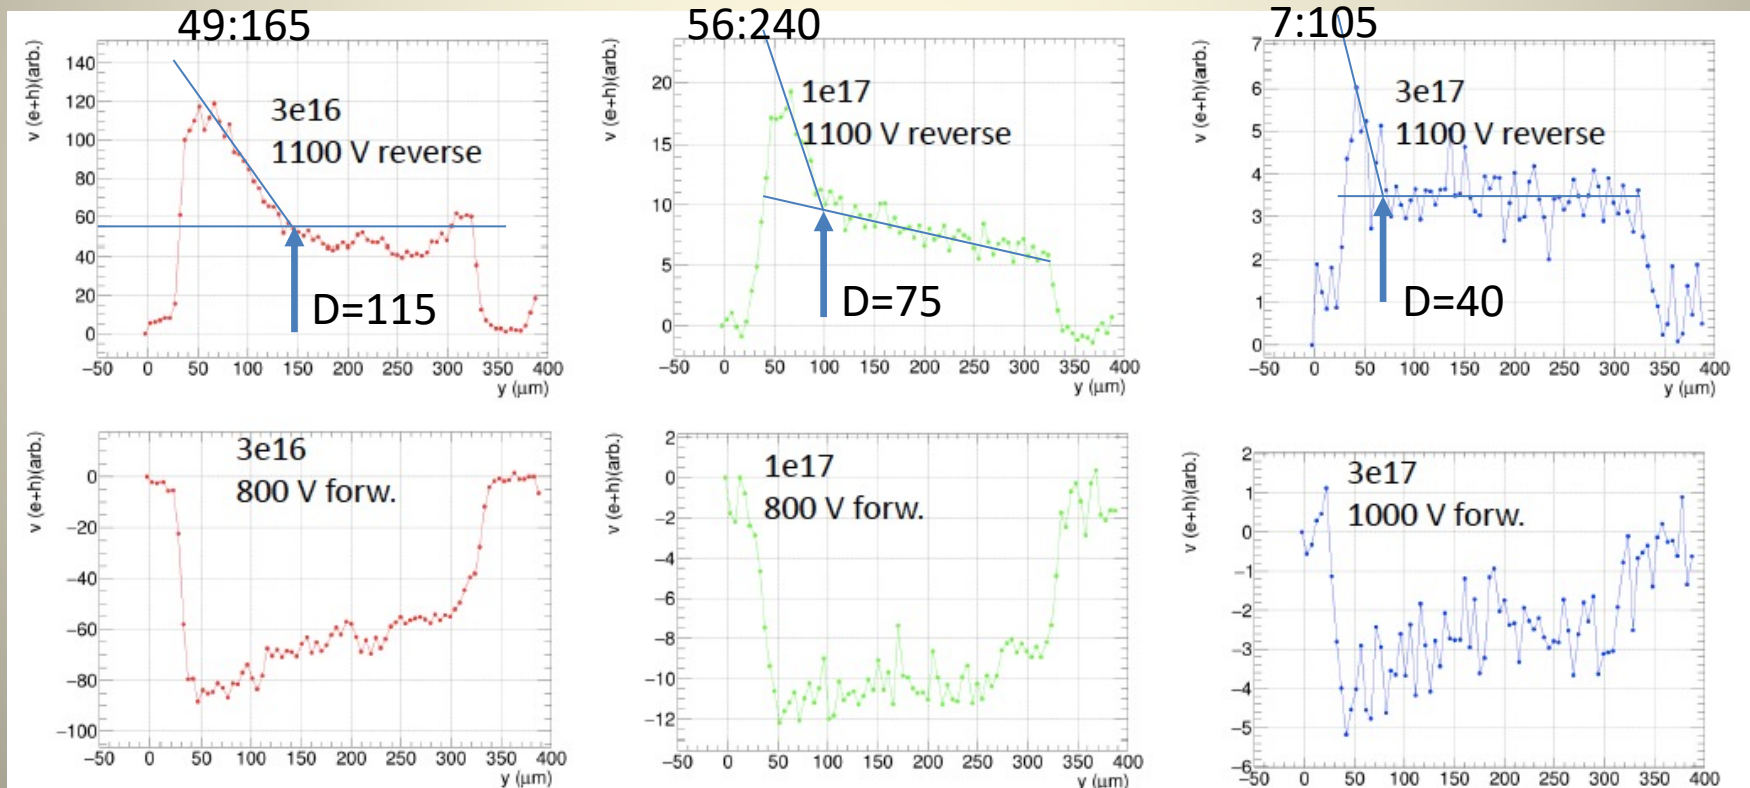 49:165
56:240
7:105
v (e+h)(arb.)
140
120
100
80
60
40
20
0
3e16
1100 V reverse
D=115
−50 0 50 100 150 200 250 300 350 400
y (μm)
v (e+h)(arb.)
20
15
10
5
0
1e17
1100 V reverse
D=75
−50 0 50 100 150 200 250 300 350 400
y (μm)
v (e+h)(arb.)
7
6
5
4
3
2
1
0
3e17
1100 V reverse
D=40
−50 0 50 100 150 200 250 300 350 400
y (μm)
v (e+h)(arb.)
0
−20
−40
−60
−80
−100
3e16
800 V forw.
−50 0 50 100 150 200 250 300 350 400
y (μm)
v (e+h)(arb.)
2
0
−2
−4
−6
−8
−10
−12
1e17
800 V forw.
−50 0 50 100 150 200 250 300 350 400
y (μm)
v (e+h)(arb.)
2
1
0
−1
−2
−3
−4
−5
−6
3e17
1000 V forw.
−50 0 50 100 150 200 250 300 350 400